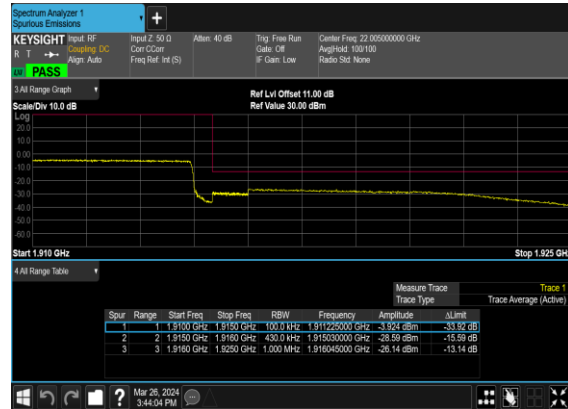 Spectrum Analyzer 1
Spurious Emissions
KEYSIGHT Input: RF Input Z: 50 Ω Atten: 40 dB Trig: Free Run Center Freq: 22.005000000 GHz
R T Coupling: DC Corr CCorr Gate: Off Avg|Hold: 100/100
Align: Auto Freq Ref: Int (S) IF Gain: Low Radio Std: None
PASS
3 All Range Graph
Ref Lvl Offset 11.00 dB
Scale/Div 10.0 dB Ref Value 30.00 dBm
Log
20.0
10.0
0.00
-10.0
-20.0
-30.0
-40.0
-50.0
-60.0
Start 1.910 GHz Stop 1.925 GHz
4 All Range Table
Measure Trace Trace 1
Trace Type Trace Average (Active)
Spur Range Start Freq Stop Freq RBW Frequency Amplitude ΔLimit
1 1 1.9100 GHz 1.9150 GHz 100.0 kHz 1.911225000 GHz -3.924 dBm -33.92 dB
2 2 1.9150 GHz 1.9160 GHz 430.0 kHz 1.915030000 GHz -28.59 dBm -15.59 dB
3 3 1.9160 GHz 1.9250 GHz 1.000 MHz 1.916045000 GHz -26.14 dBm -13.14 dB
? Mar 26, 2024
3:44:04 PM